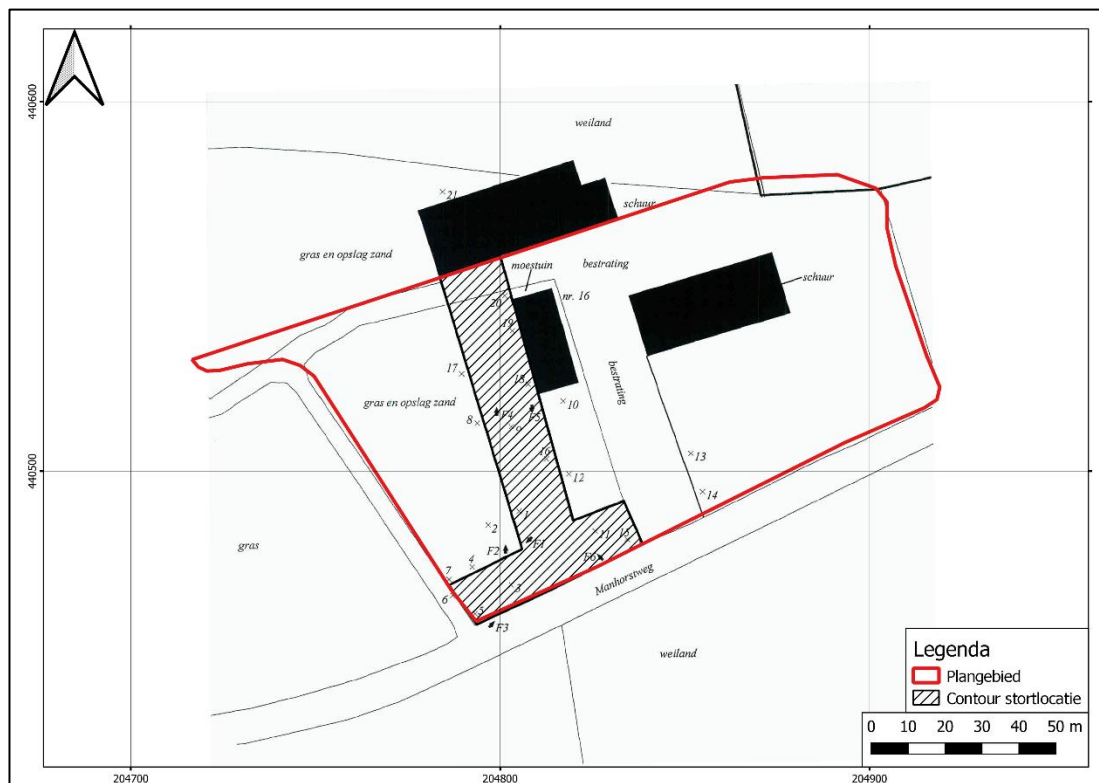 440600
weiland
×21
schuur
gras en opslag zand
moestuin
bestrating
20
nr. 16
schuur
19
17×
18
bestrating
gras en opslag zand
×10
F4
F5
8×
9
440500
16
×12
×13
×14
1
×2
11
15
F1
F2
F6
gras
4
7
Manhorstweg
3
6
5
F3
weiland
Legenda
Plangebied
Contour stortlocatie
0 10 20 30 40 50 m
204700
204800
204900